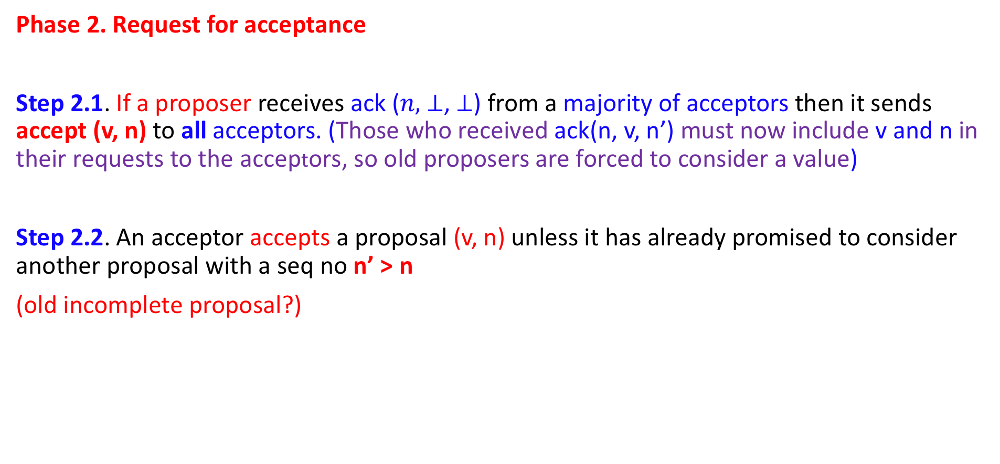 Phase 2. Request for acceptance
Step 2.1. If a proposer receives ack (n, ⊥, ⊥) from a majority of acceptors then it sends
accept (v, n) to all acceptors. (Those who received ack(n, v, n’) must now include v and n in
their requests to the acceptors, so old proposers are forced to consider a value)
Step 2.2. An acceptor accepts a proposal (v, n) unless it has already promised to consider
another proposal with a seq no n’ > n
(old incomplete proposal?)